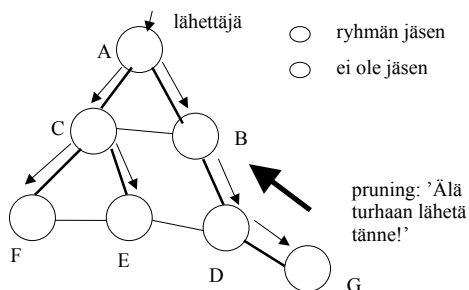 lähettäjä
ryhmän jäsen
ei ole jäsen
A
C
B
pruning: 'Älä
turhaan lähetä
tänne!'
F
E
D
G